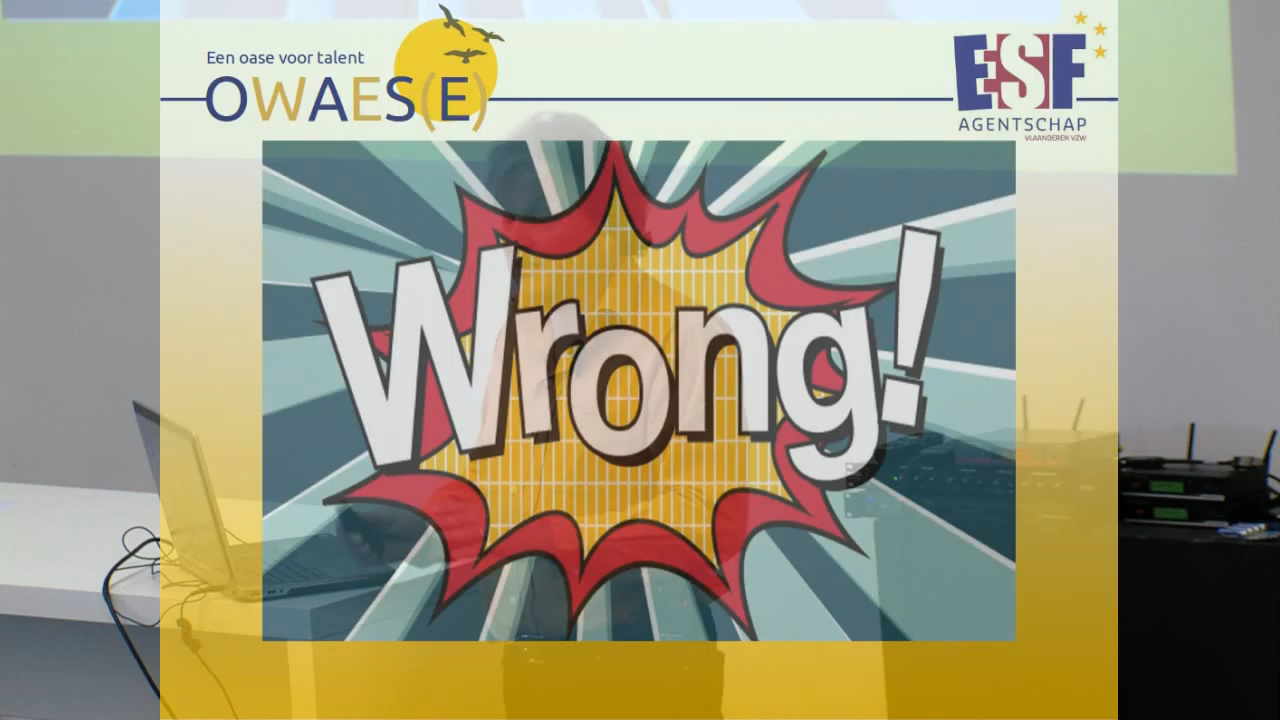 Een oase voor talent
OWAES(E)
ESF
AGENTSCHAP
VLAANDEREN VZW
Wrong!